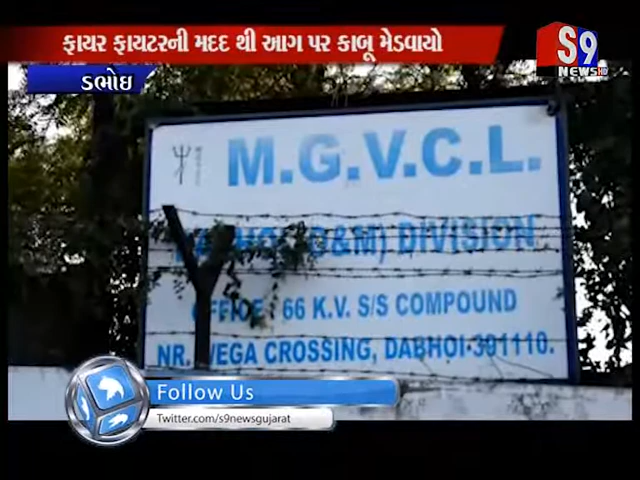 ફાયર ફાયટરની મદદ થી આગ પર કાબૂ મેડવાયો
S9
NEWS HD
ડભોઇ
M.G.V.C.L.
(O&M) DIVISION
OFFICE : 66 K.V. S/S COMPOUND
NR. VEGA CROSSING, DABHOI-391110.
Follow Us
Twitter.com/s9newsgujarat